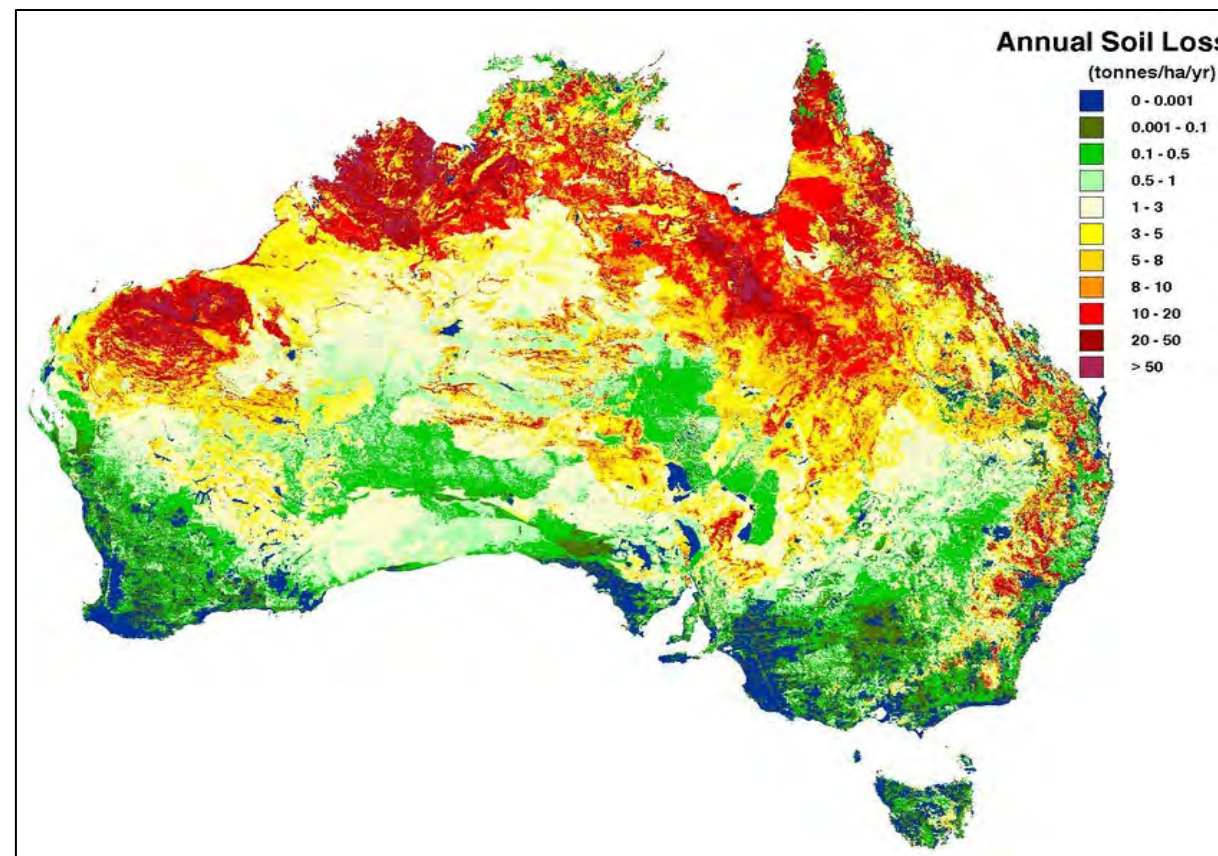 Annual Soil Loss
(tonnes/ha/yr)
0 - 0.001
0.001 - 0.1
0.1 - 0.5
0.5 - 1
1 - 3
3 - 5
5 - 8
8 - 10
10 - 20
20 - 50
> 50